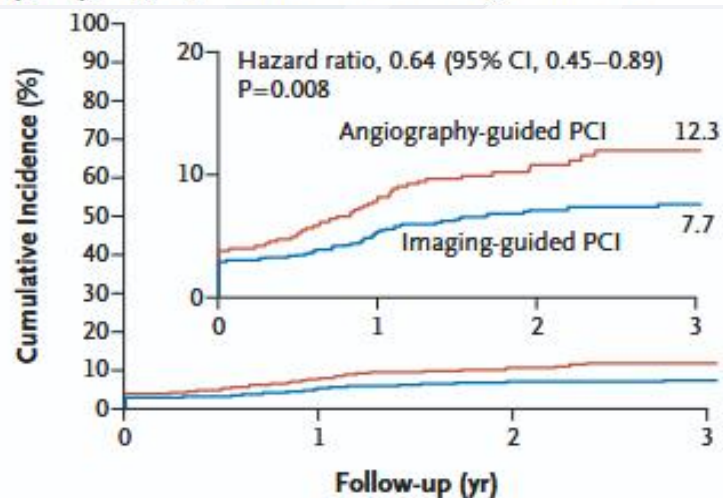 100
90
80
70
60
50
40
30
20
10
0
Cumulative Incidence (%)
20
10
0
Hazard ratio, 0.64 (95% CI, 0.45–0.89)
P=0.008
Angiography-guided PCI
12.3
Imaging-guided PCI
7.7
0 1 2 3
0 1 2 3
Follow-up (yr)